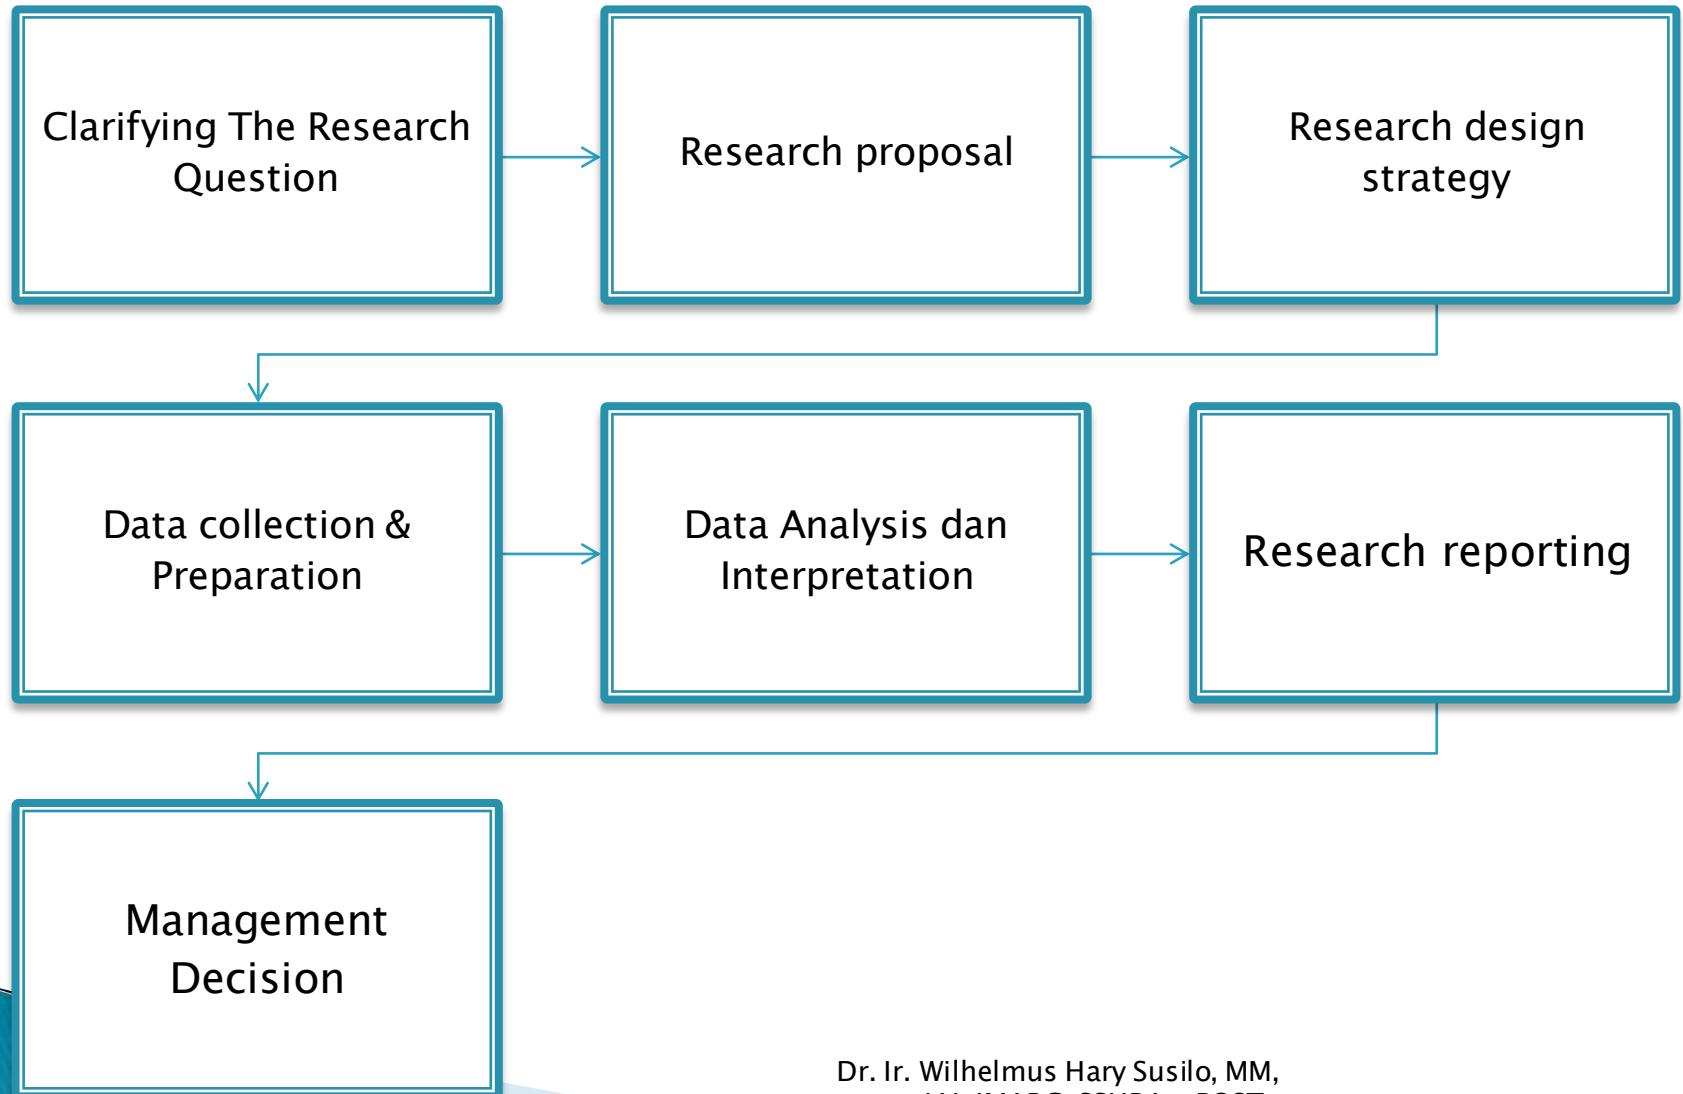 Clarifying The Research
Question
Research proposal
Research design
strategy
Data collection &
Preparation
Data Analysis dan
Interpretation
Research reporting
Management
Decision
Dr. Ir. Wilhelmus Hary Susilo, MM,